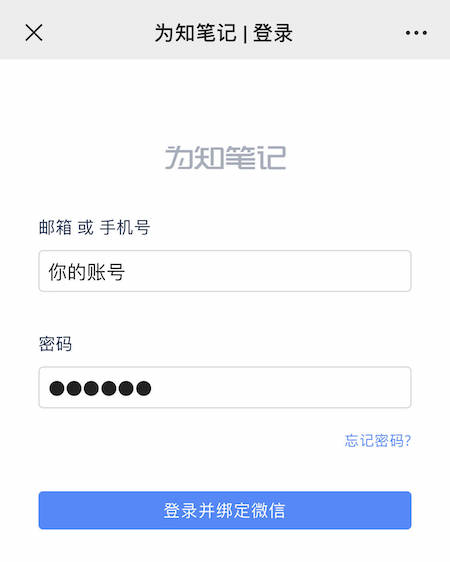 为知笔记 | 登录
为知笔记
邮箱 或 手机号
你的账号
密码
●●●●●●
忘记密码?
登录并绑定微信